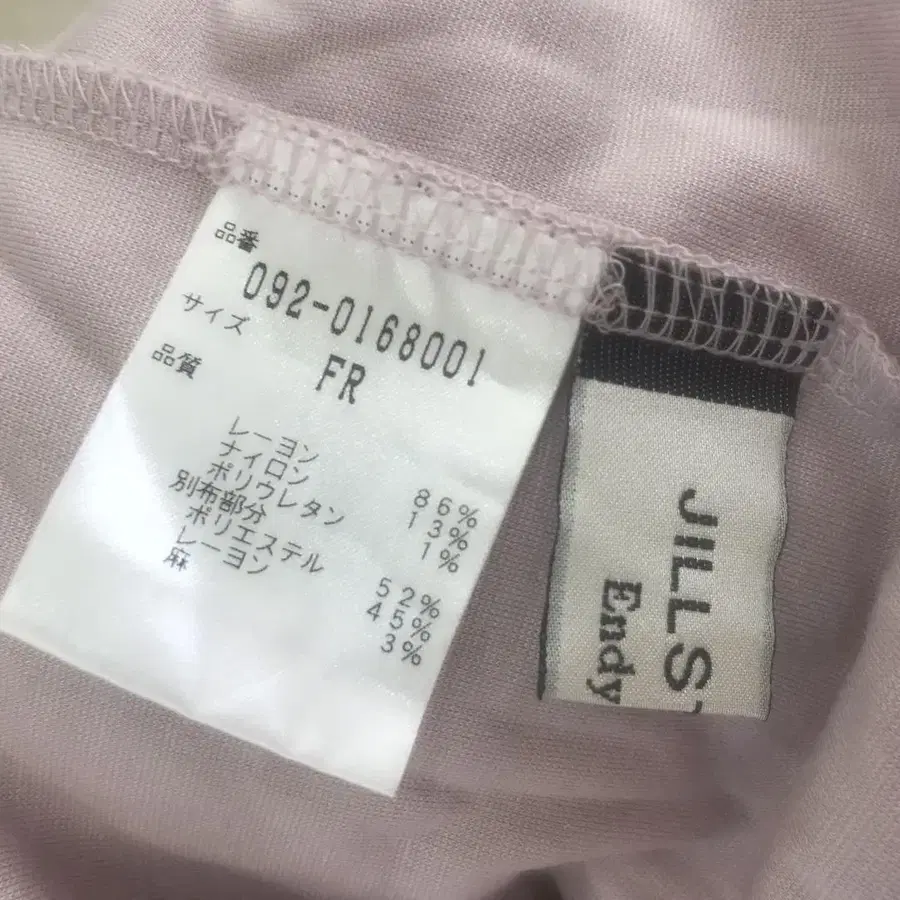 品番
092-0168001
サイズ
FR
品質
レーヨン 86%
ナイロン 13%
ポリウレタン 1%
別布部分
ポリエステル 52%
レーヨン 45%
麻 3%
JILL S
Endy